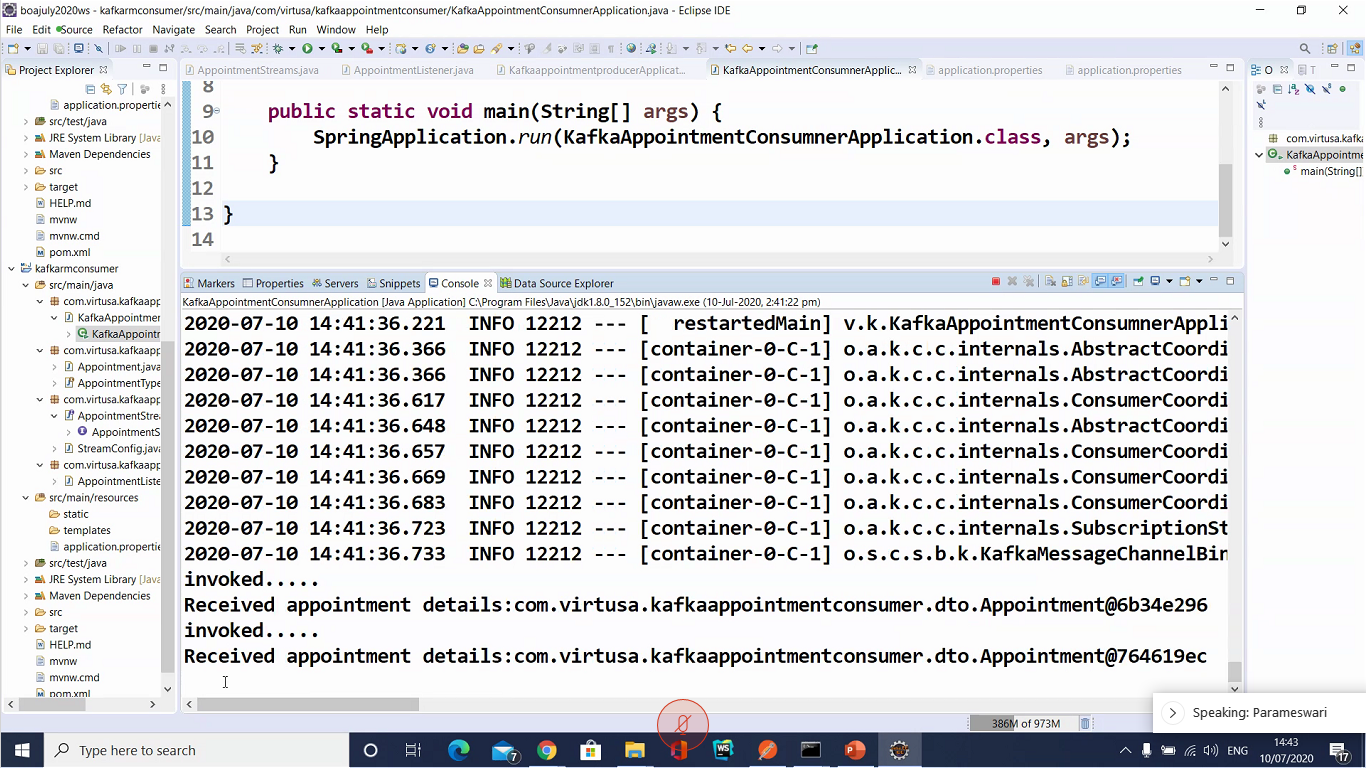 boajuly2020ws - kafkarmconsumer/src/main/java/com/virtusa/kafkaappointmentconsumer/KafkaAppointmentConsumnerApplication.java - Eclipse IDE
File Edit Source Refactor Navigate Search Project Run Window Help
Project Explorer
AppointmentStreams.java
AppointmentListener.java
KafkaappointmentproducerApplicat...
KafkaAppointmentConsumnerApplic...
application.properties
application.properties
O
T
application.propertie
src/test/java
JRE System Library [Java
Maven Dependencies
src
target
HELP.md
mvnw
mvnw.cmd
pom.xml
kafkarmconsumer
src/main/java
com.virtusa.kafkaapp
KafkaAppointmer
KafkaAppointr
com.virtusa.kafkaapp
Appointment.java
AppointmentType
com.virtusa.kafkaapp
AppointmentStre
AppointmentS
StreamConfig.java
com.virtusa.kafkaapp
AppointmentListe
src/main/resources
static
templates
application.propertie
src/test/java
JRE System Library [Java
Maven Dependencies
src
target
HELP.md
mvnw
mvnw.cmd
pom.xml
8
9 public static void main(String[] args) {
10 SpringApplication.run(KafkaAppointmentConsumnerApplication.class, args);
11 }
12
13 }
14
com.virtusa.kafka
KafkaAppointme
main(String[]
Markers Properties Servers Snippets Console Data Source Explorer
KafkaAppointmentConsumnerApplication [Java Application] C:\Program Files\Java\jdk1.8.0_152\bin\javaw.exe (10-Jul-2020, 2:41:22 pm)
2020-07-10 14:41:36.221 INFO 12212 --- [ restartedMain] v.k.KafkaAppointmentConsumnerAppli
2020-07-10 14:41:36.366 INFO 12212 --- [container-0-C-1] o.a.k.c.c.internals.AbstractCoordi
2020-07-10 14:41:36.366 INFO 12212 --- [container-0-C-1] o.a.k.c.c.internals.AbstractCoordi
2020-07-10 14:41:36.617 INFO 12212 --- [container-0-C-1] o.a.k.c.c.internals.ConsumerCoordi
2020-07-10 14:41:36.648 INFO 12212 --- [container-0-C-1] o.a.k.c.c.internals.AbstractCoordi
2020-07-10 14:41:36.657 INFO 12212 --- [container-0-C-1] o.a.k.c.c.internals.ConsumerCoordi
2020-07-10 14:41:36.669 INFO 12212 --- [container-0-C-1] o.a.k.c.c.internals.ConsumerCoordi
2020-07-10 14:41:36.683 INFO 12212 --- [container-0-C-1] o.a.k.c.c.internals.ConsumerCoordi
2020-07-10 14:41:36.723 INFO 12212 --- [container-0-C-1] o.a.k.c.c.internals.SubscriptionSt
2020-07-10 14:41:36.733 INFO 12212 --- [container-0-C-1] o.s.c.s.b.k.KafkaMessageChannelBin
invoked.....
Received appointment details:com.virtusa.kafkaappointmentconsumer.dto.Appointment@6b34e296
invoked.....
Received appointment details:com.virtusa.kafkaappointmentconsumer.dto.Appointment@764619ec
386M of 973M
Speaking: Parameswari
Type here to search
7
WS
ENG
14:43
10/07/2020
17